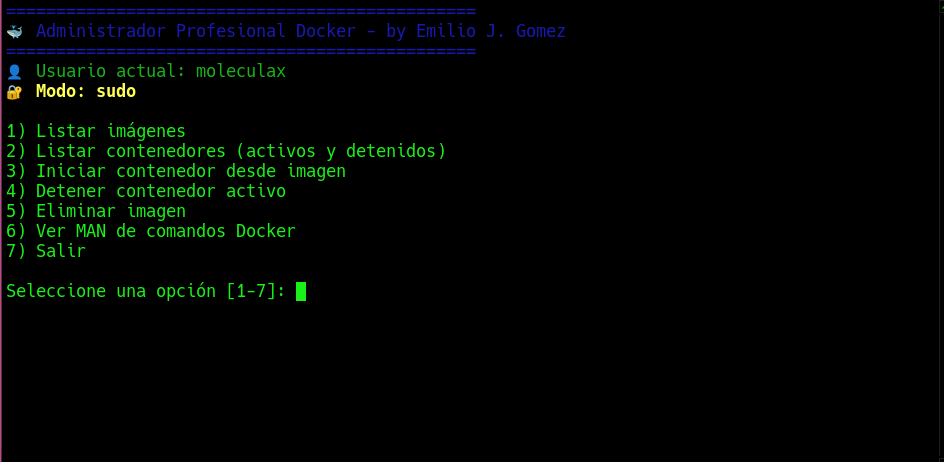 ===============================================
🐳 Administrador Profesional Docker – by Emilio J. Gomez
===============================================
👤 Usuario actual: moleculax
🔐 Modo: sudo
1) Listar imágenes
2) Listar contenedores (activos y detenidos)
3) Iniciar contenedor desde imagen
4) Detener contenedor activo
5) Eliminar imagen
6) Ver MAN de comandos Docker
7) Salir
Seleccione una opción [1-7]: